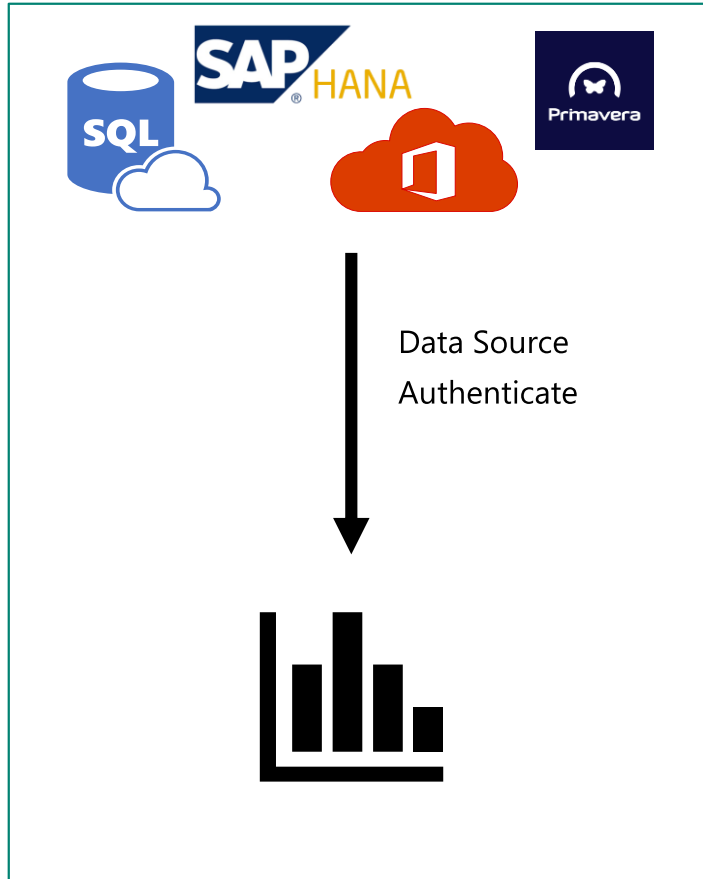 SAP
® HANA
SQL
Primavera
Data Source
Authenticate